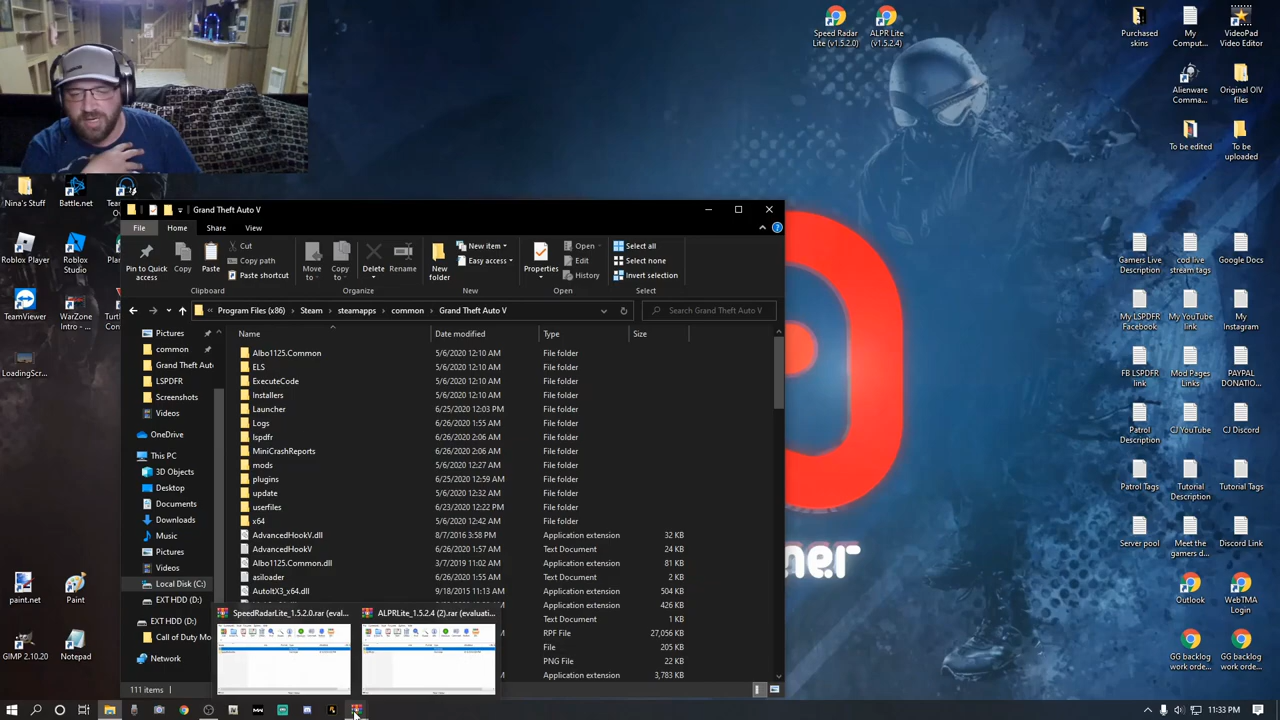 Speed Radar
Lite (v1.5.2.0)
ALPR Lite
(v1.5.2.4)
Purchased
skins
My
Comput...
VideoPad
Video Editor
Alienware
Comma...
Original OIV
files
To be edited
To be
uploaded
Nina's Stuff
Battle.net
Roblox
Player
Roblox
Studio
TeamViewer
WarZone
Intro - ...
LoadingScr...
paint.net
Paint
GIMP 2.10.20
Notepad
Gamers Live
Description
cod live
stream tags
Google Docs
My LSPDFR
Facebook
My YouTube
link
My
Instagram
FB LSPDFR
link
Mod Pages
Links
PAYPAL
DONATIO...
Patrol
Description
CJ YouTube
CJ Discord
Patrol Tags
Tutorial
Description
Tutorial Tags
Server pool
Meet the
gamers d...
Discord Link
Outlook
WebTMA
Login
GG backlog
work orde...
GG backlog
work orde...
Grand Theft Auto V
File Home Share View
Pin to Quick
access
Copy
Paste
Cut
Copy path
Paste shortcut
Move
to
Copy
to
Delete
Rename
New
folder
New item
Easy access
Properties
Open
Edit
History
Select all
Select none
Invert selection
Clipboard Organize New Open Select
Program Files (x86) Steam steamapps common Grand Theft Auto V
Search Grand Theft Auto V
Pictures
common
Grand Theft Auto
LSPDFR
Screenshots
Videos
OneDrive
This PC
3D Objects
Desktop
Documents
Downloads
Music
Pictures
Videos
Local Disk (C:)
EXT HDD (D:)
EXT HDD (D:)
Call of Duty Mo
Network
Name Date modified Type Size
Albo1125.Common 5/6/2020 12:10 AM File folder
ELS 5/6/2020 12:10 AM File folder
ExecuteCode 5/6/2020 12:10 AM File folder
Installers 5/6/2020 12:10 AM File folder
Launcher 6/25/2020 12:03 PM File folder
Logs 6/26/2020 1:55 AM File folder
lspdfr 6/26/2020 2:06 AM File folder
MiniCrashReports 6/26/2020 2:06 AM File folder
mods 5/6/2020 12:27 AM File folder
plugins 6/25/2020 12:59 AM File folder
update 5/6/2020 12:32 AM File folder
userfiles 6/23/2020 12:22 PM File folder
x64 5/6/2020 12:42 AM File folder
AdvancedHookV.dll 8/7/2016 3:58 PM Application extension 32 KB
AdvancedHookV 6/26/2020 1:57 AM Text Document 24 KB
Albo1125.Common.dll 3/7/2019 11:02 AM Application extension 81 KB
asiloader 6/26/2020 1:55 AM Text Document 2 KB
AutoItX3_x64.dll 9/18/2015 11:13 AM Application extension 504 KB
Application extension 426 KB
Text Document 1 KB
RPF File
File 205 KB
PNG File 22 KB
Application extension 3,783 KB
SpeedRadarLite_1.5.2.0.rar (eval...
ALPRLite_1.5.2.4 (2).rar (evaluati...
111 items
ner
11:33 PM